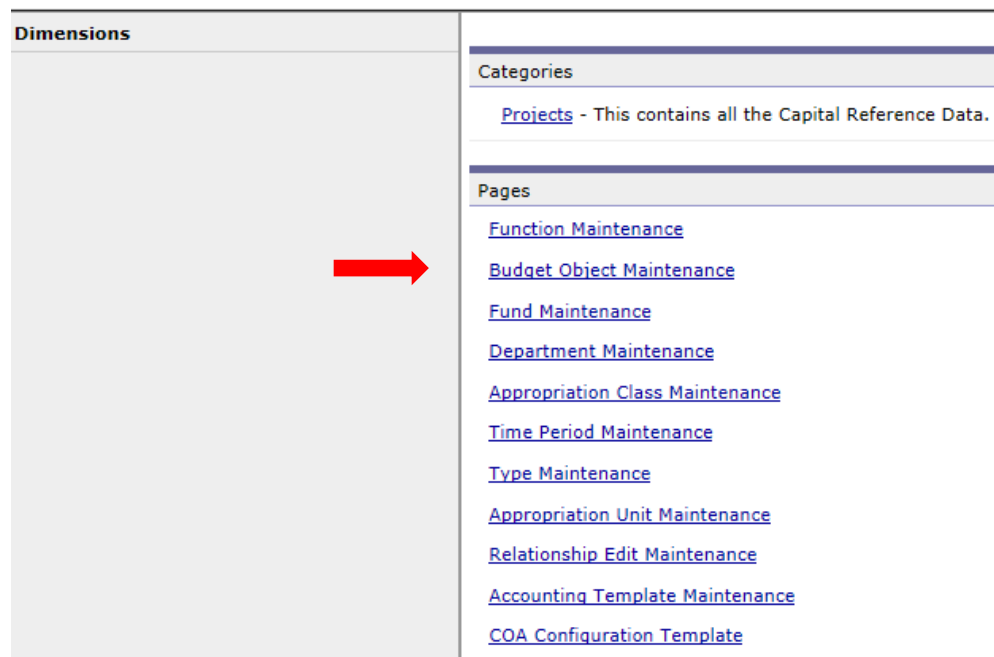 Dimensions
Categories
Projects - This contains all the Capital Reference Data.
Pages
Function Maintenance
Budget Object Maintenance
Fund Maintenance
Department Maintenance
Appropriation Class Maintenance
Time Period Maintenance
Type Maintenance
Appropriation Unit Maintenance
Relationship Edit Maintenance
Accounting Template Maintenance
COA Configuration Template